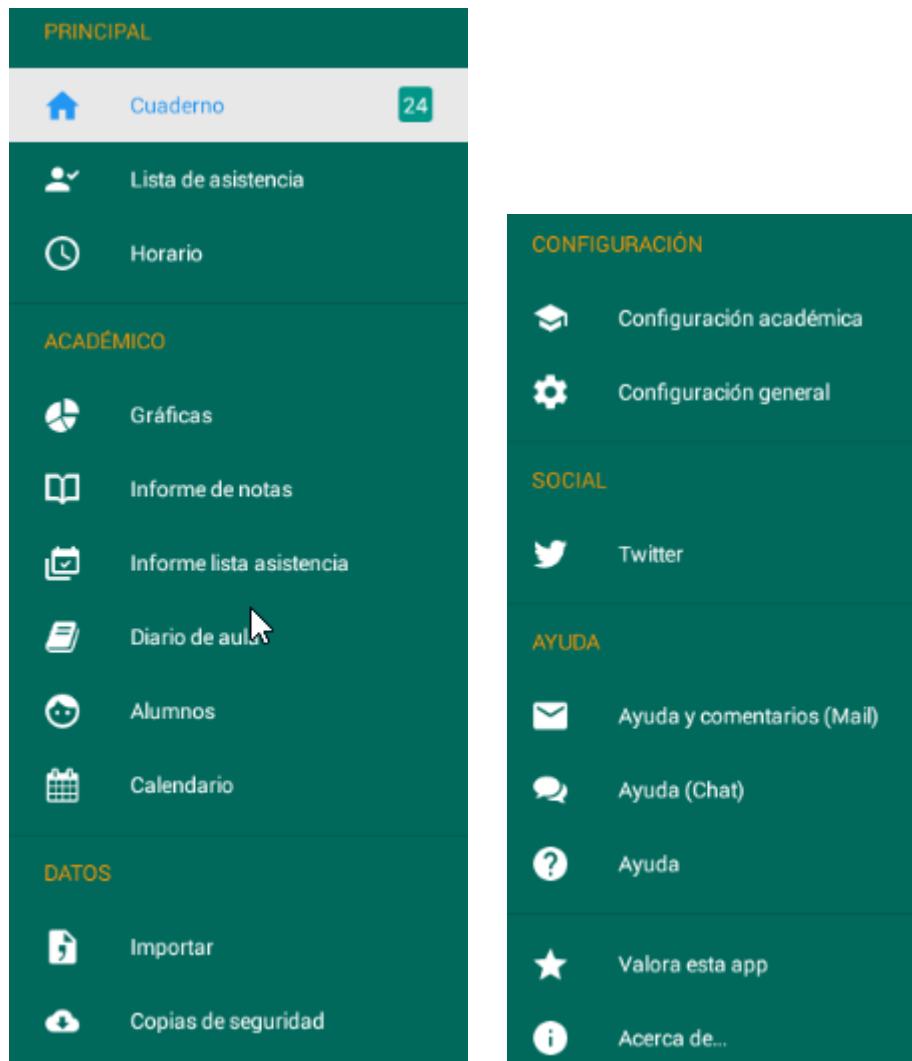 PRINCIPAL
Cuaderno 24
Lista de asistencia
Horario
ACADÉMICO
Gráficas
Informe de notas
Informe lista asistencia
Diario de aula
Alumnos
Calendario
DATOS
Importar
Copias de seguridad
CONFIGURACIÓN
Configuración académica
Configuración general
SOCIAL
Twitter
AYUDA
Ayuda y comentarios (Mail)
Ayuda (Chat)
Ayuda
Valora esta app
Acerca de...